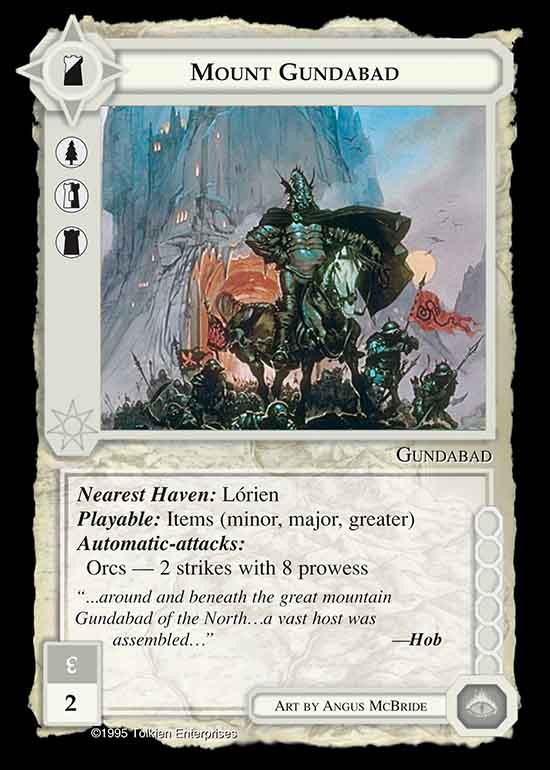 MOUNT GUNDABAD
GUNDABAD
Nearest Haven: Lórien
Playable: Items (minor, major, greater)
Automatic-attacks:
Orcs — 2 strikes with 8 prowess
“...around and beneath the great mountain
Gundabad of the North…a vast host was
assembled…” —Hob
ε
2
ART BY ANGUS MCBRIDE
©1995 Tolkien Enterprises